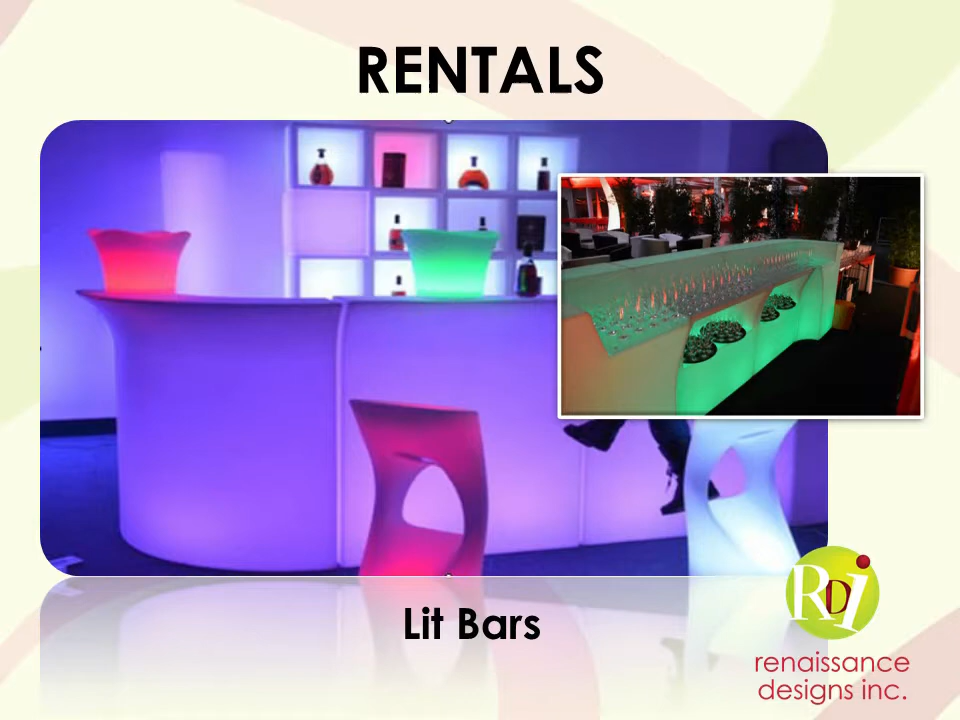 RENTALS
Lit Bars
RDi
renaissance
designs inc.